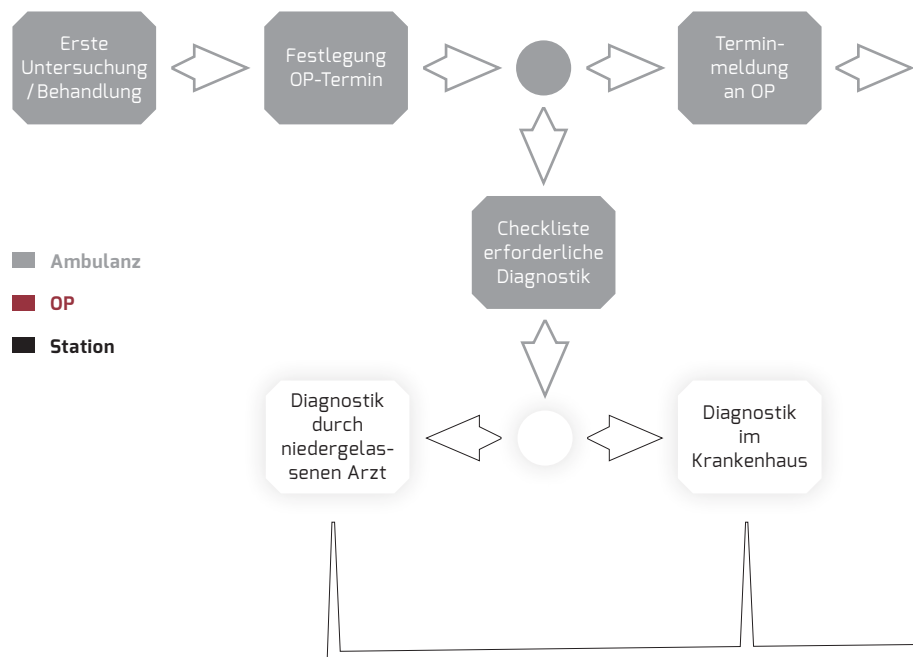 Erste
Untersuchung
/Behandlung
Festlegung
OP-Termin
Termin-
meldung
an OP
Checkliste
erforderliche
Diagnostik
Ambulanz
OP
Station
Diagnostik
durch
niedergelas-
senen Arzt
Diagnostik
im
Krankenhaus